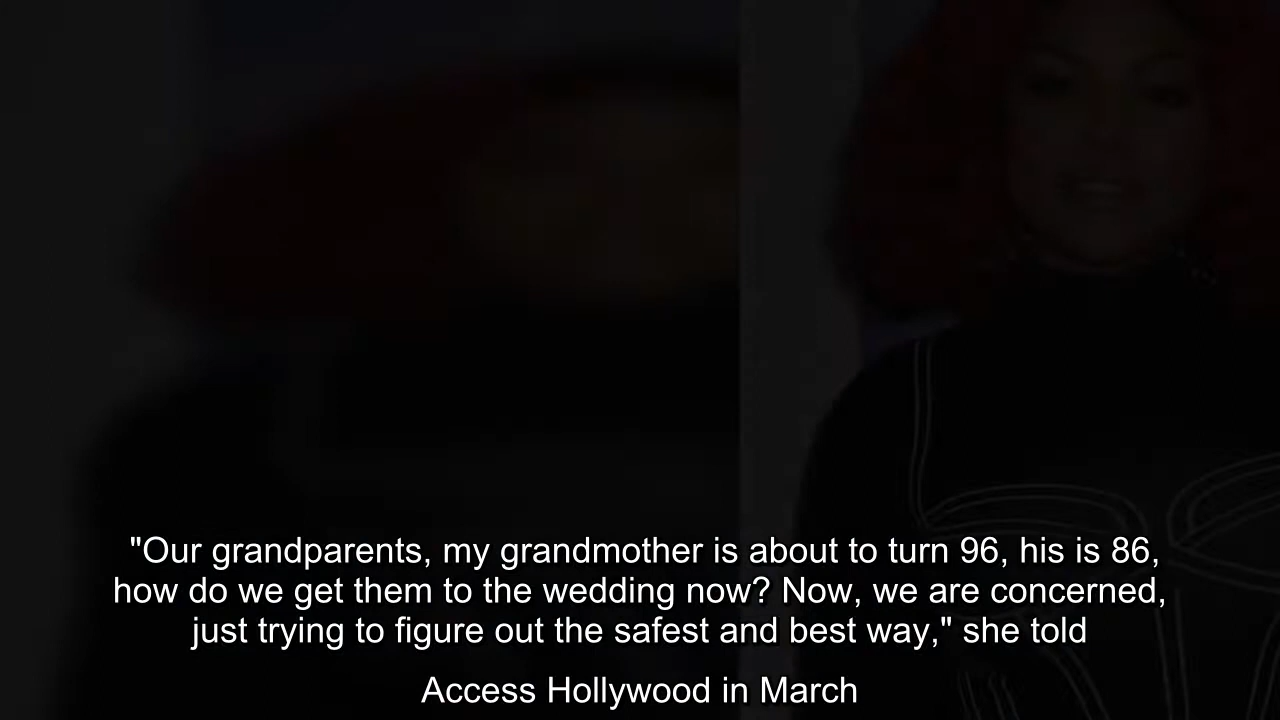 "Our grandparents, my grandmother is about to turn 96, his is 86,
how do we get them to the wedding now? Now, we are concerned,
just trying to figure out the safest and best way," she told
Access Hollywood in March